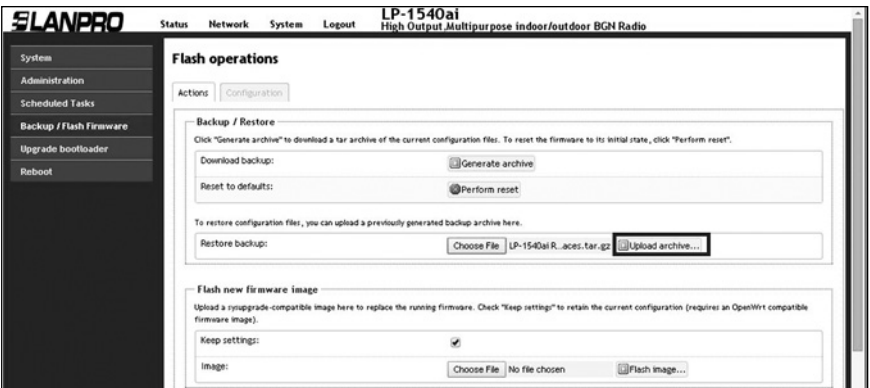 LANPRO
LP-1540ai
Status Network System Logout
High Output,Multipurpose indoor/outdoor BGN Radio
System
Administration
Scheduled Tasks
Backup / Flash Firmware
Upgrade bootloader
Reboot
Flash operations
Actions Configuration
Backup / Restore
Click "Generate archive" to download a tar archive of the current configuration files. To reset the firmware to its initial state, click "Perform reset".
Download backup: Generate archive
Reset to defaults: Perform reset
To restore configuration files, you can upload a previously generated backup archive here.
Restore backup: Choose File LP-1540ai R...aces.tar.gz Upload archive...
Flash new firmware image
Upload a sysupgrade-compatible image here to replace the running firmware. Check "Keep settings" to retain the current configuration (requires an OpenWrt compatible
firmware image).
Keep settings:
Image: Choose File No file chosen Flash image...